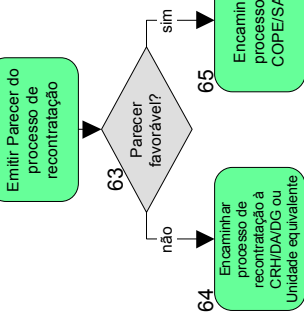 Emitir Parecer do
processo de
recontratação
63
Parecer
favorável?
não
sim
64
Encaminhar
processo de
recontratação à
CRH/DA/DG ou
Unidade equivalente
65
Encamin
processo
COPE/SA